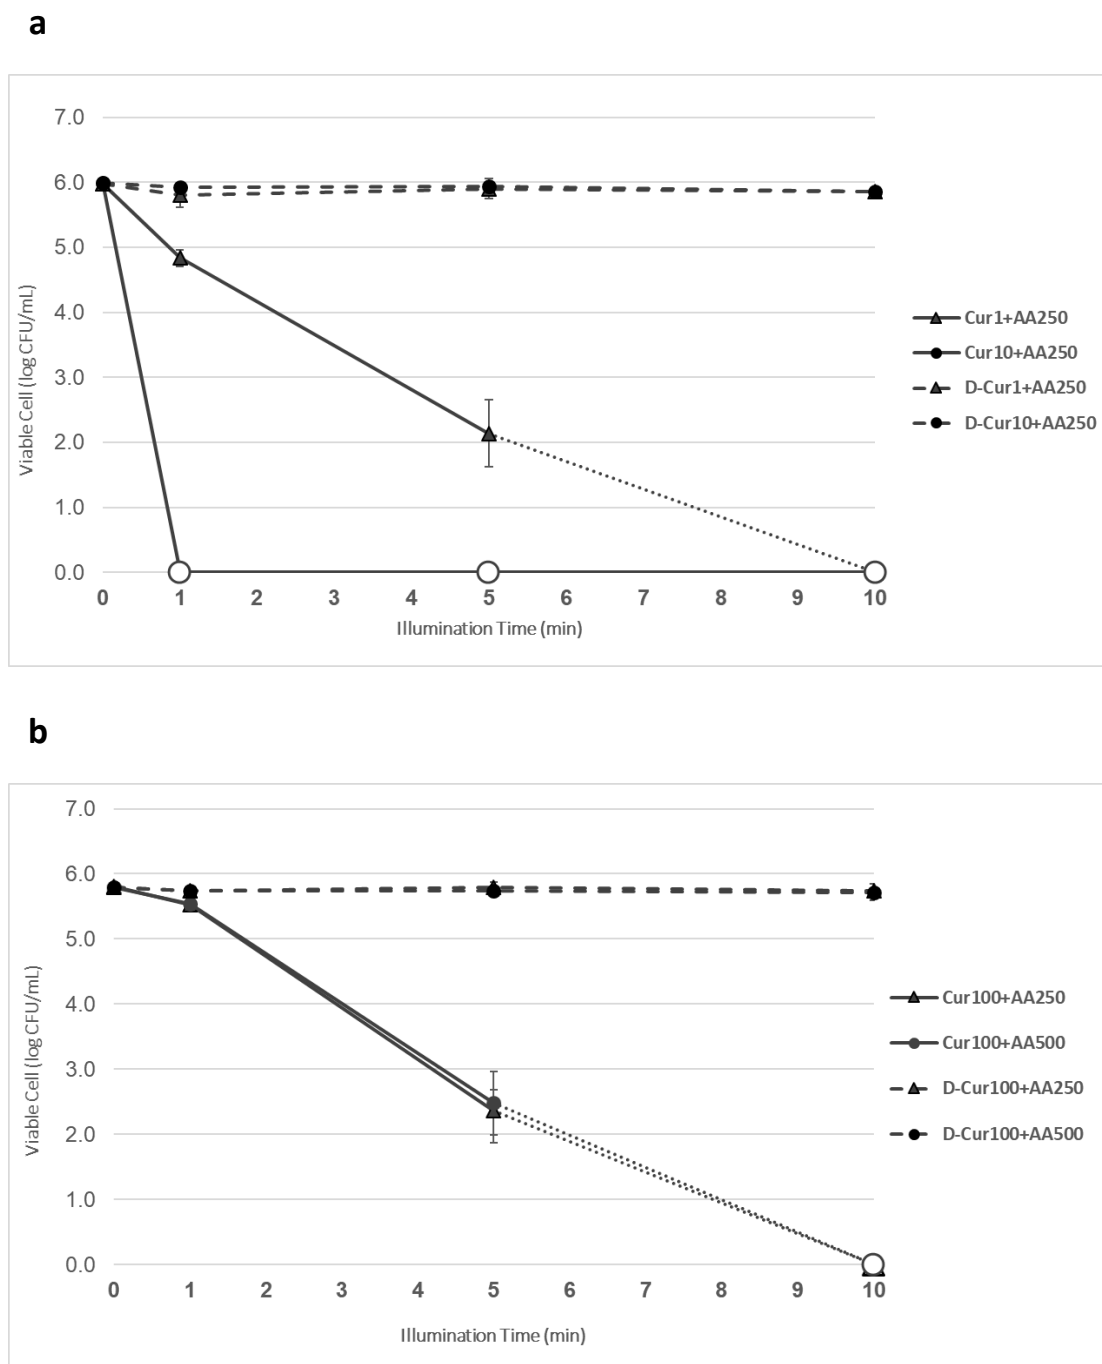 a
7.0
6.0
5.0
4.0
3.0
2.0
1.0
0.0
Viable Cell (log CFU/mL)
0 1 2 3 4 5 6 7 8 9 10
Illumination Time (min)
Cur1+AA250
Cur10+AA250
D-Cur1+AA250
D-Cur10+AA250
b
7.0
6.0
5.0
4.0
3.0
2.0
1.0
0.0
Viable Cell (log CFU/mL)
0 1 2 3 4 5 6 7 8 9 10
Illumination Time (min)
Cur100+AA250
Cur100+AA500
D-Cur100+AA250
D-Cur100+AA500